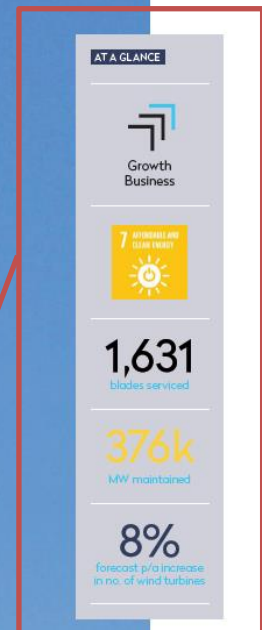 AT A GLANCE
Growth
Business
7 AFFORDABLE AND
CLEAN ENERGY
1,631
blades serviced
376k
MW maintained
8%
forecast p/a increase
in no. of wind turbines